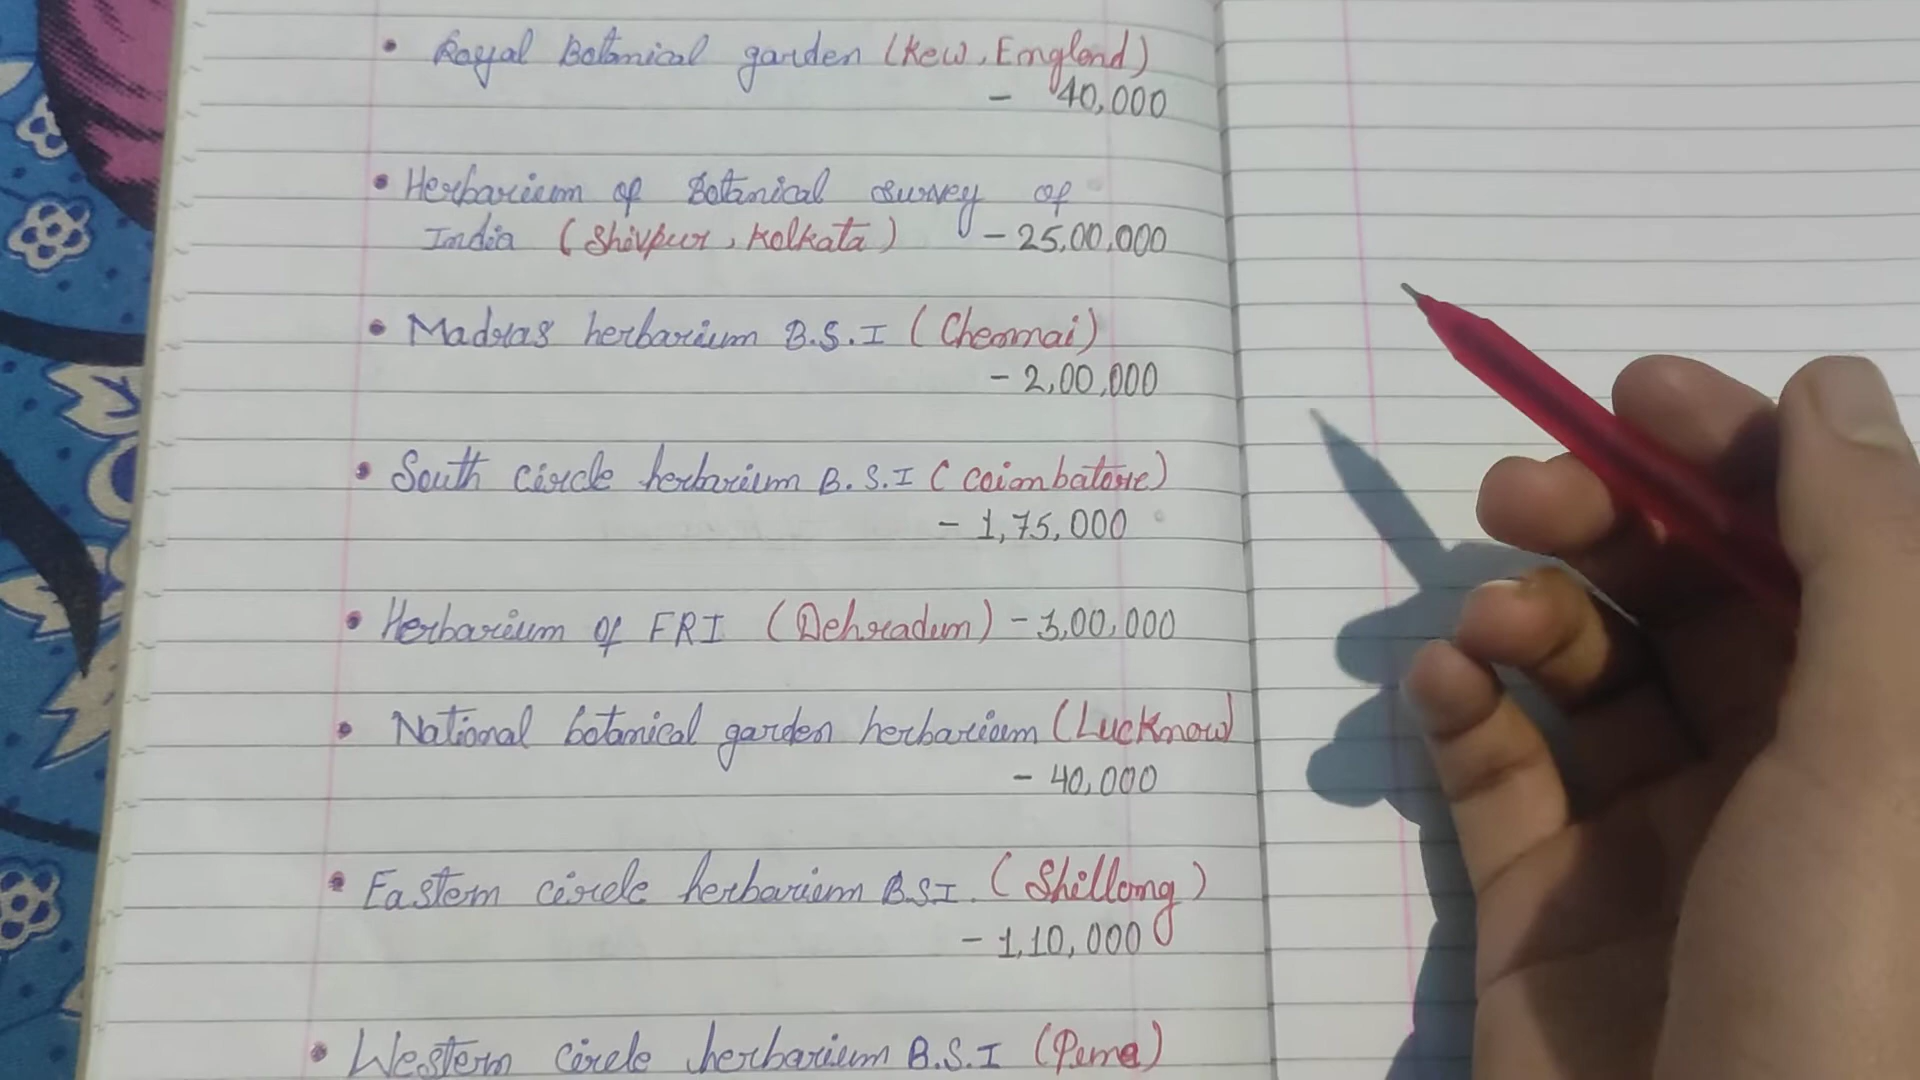 • Royal Botanical garden (Kew, England)
- 40,000
• Herbarium of Botanical survey of
India (Shivpur, Kolkata) - 25,00,000
• Madras herbarium B.S.I (Chennai)
- 2,00,000
• South circle herbarium B.S.I (Coimbatore)
- 1,75,000
• Herbarium of FRI (Dehradun) - 3,00,000
• National botanical garden herbarium (Lucknow)
- 40,000
• Eastern circle herbarium B.S.I. (Shillong)
- 1,10,000
• Western circle herbarium B.S.I (Pune)